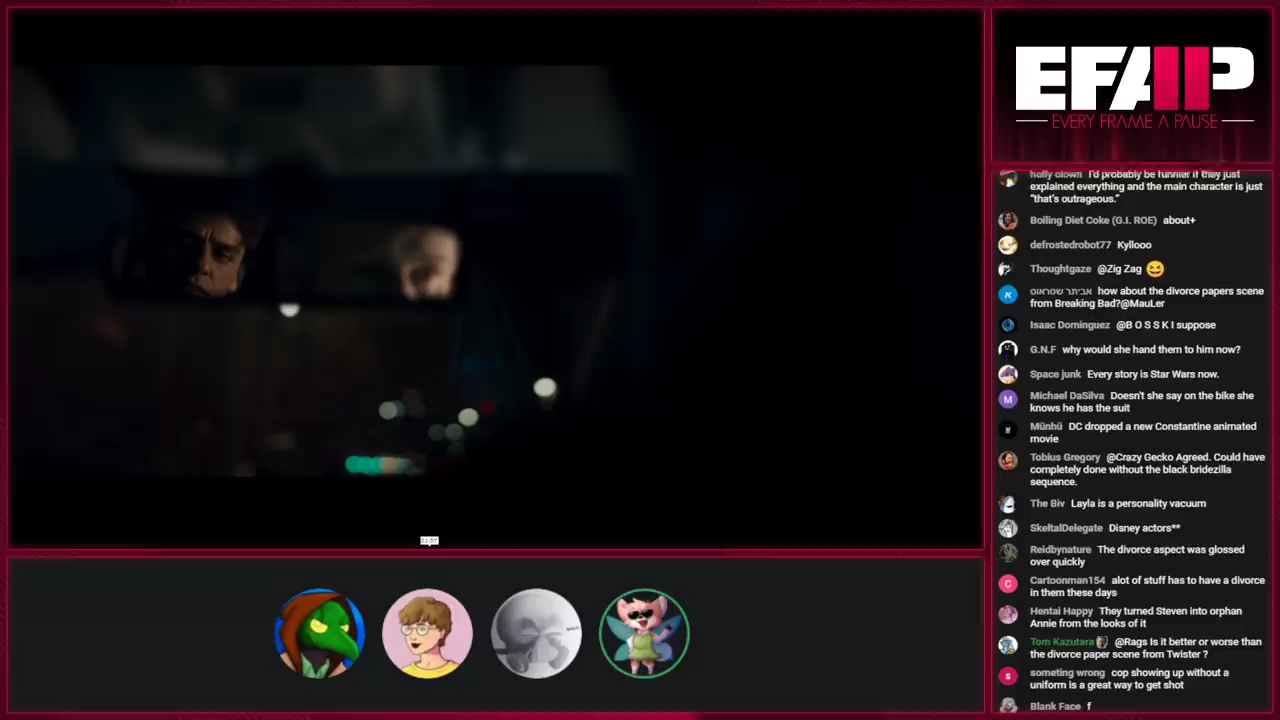 EFAP
EVERY FRAME A PAUSE
holly clown I'd probably be funnier if they just
explained everything and the main character is just
"that's outrageous."
Boiling Diet Coke (G.I. ROE) about+
defrostedrobot77 Kyllooo
Thoughtgaze @Zig Zag
אביתר שטראוס how about the divorce papers scene
from Breaking Bad?@MauLer
Isaac Dominguez @B O S S K I suppose
G.N.F why would she hand them to him now?
Space junk Every story is Star Wars now.
Michael DaSilva Doesn't she say on the bike she
knows he has the suit
Münhü DC dropped a new Constantine animated
movie
Tobius Gregory @Crazy Gecko Agreed. Could have
completely done without the black bridezilla
sequence.
The Biv Layla is a personality vacuum
SkeltalDelegate Disney actors**
Reidbynature The divorce aspect was glossed
over quickly
Cartoonman154 alot of stuff has to have a divorce
in them these days
Hentai Happy They turned Steven into orphan
Annie from the looks of it
Tom Kazutara @Rags Is it better or worse than
the divorce paper scene from Twister ?
someting wrong cop showing up without a
uniform is a great way to get shot
Blank Face f